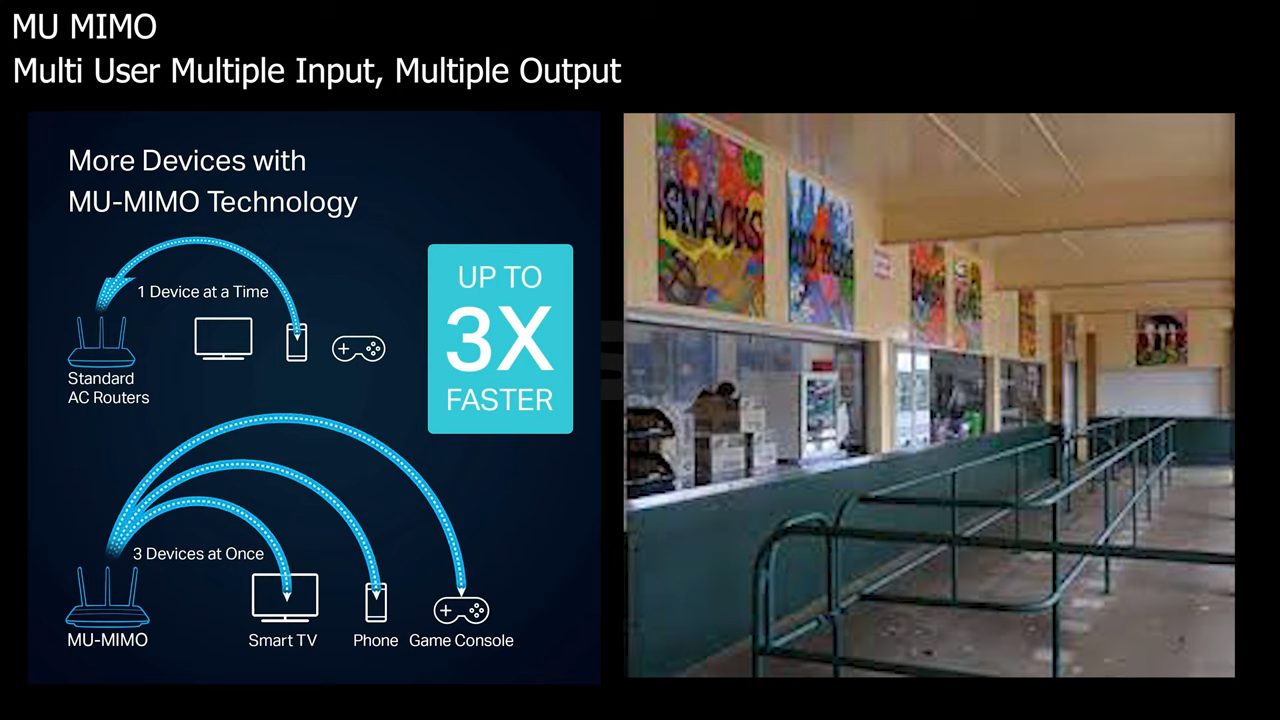 MU MIMO
Multi User Multiple Input, Multiple Output
More Devices with
MU-MIMO Technology
1 Device at a Time
Standard
AC Routers
UP TO
3X
FASTER
3 Devices at Once
MU-MIMO
Smart TV
Phone
Game Console
SNACKS